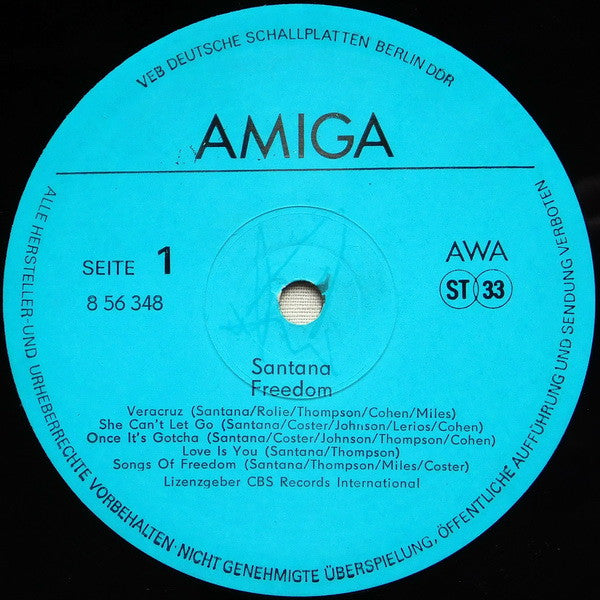 VEB DEUTSCHE SCHALLPLATTEN BERLIN DDR
AMIGA
SEITE 1
8 56 348
AWA
ST 33
Santana
Freedom
Veracruz (Santana/Rolie/Thompson/Cohen/Miles)
She Can't Let Go (Santana/Coster/Johnson/Lerios/Cohen)
Once It's Gotcha (Santana/Coster/Johnson/Thompson/Cohen)
Love Is You (Santana/Thompson)
Songs Of Freedom (Santana/Thompson/Miles/Coster)
Lizenzgeber CBS Records International
ALLE HERSTELLER- UND URHEBERRECHTE VORBEHALTEN · NICHT GENEHMIGTE ÜBERSPIELUNG, ÖFFENTLICHE AUFFÜHRUNG UND SENDUNG VERBOTEN